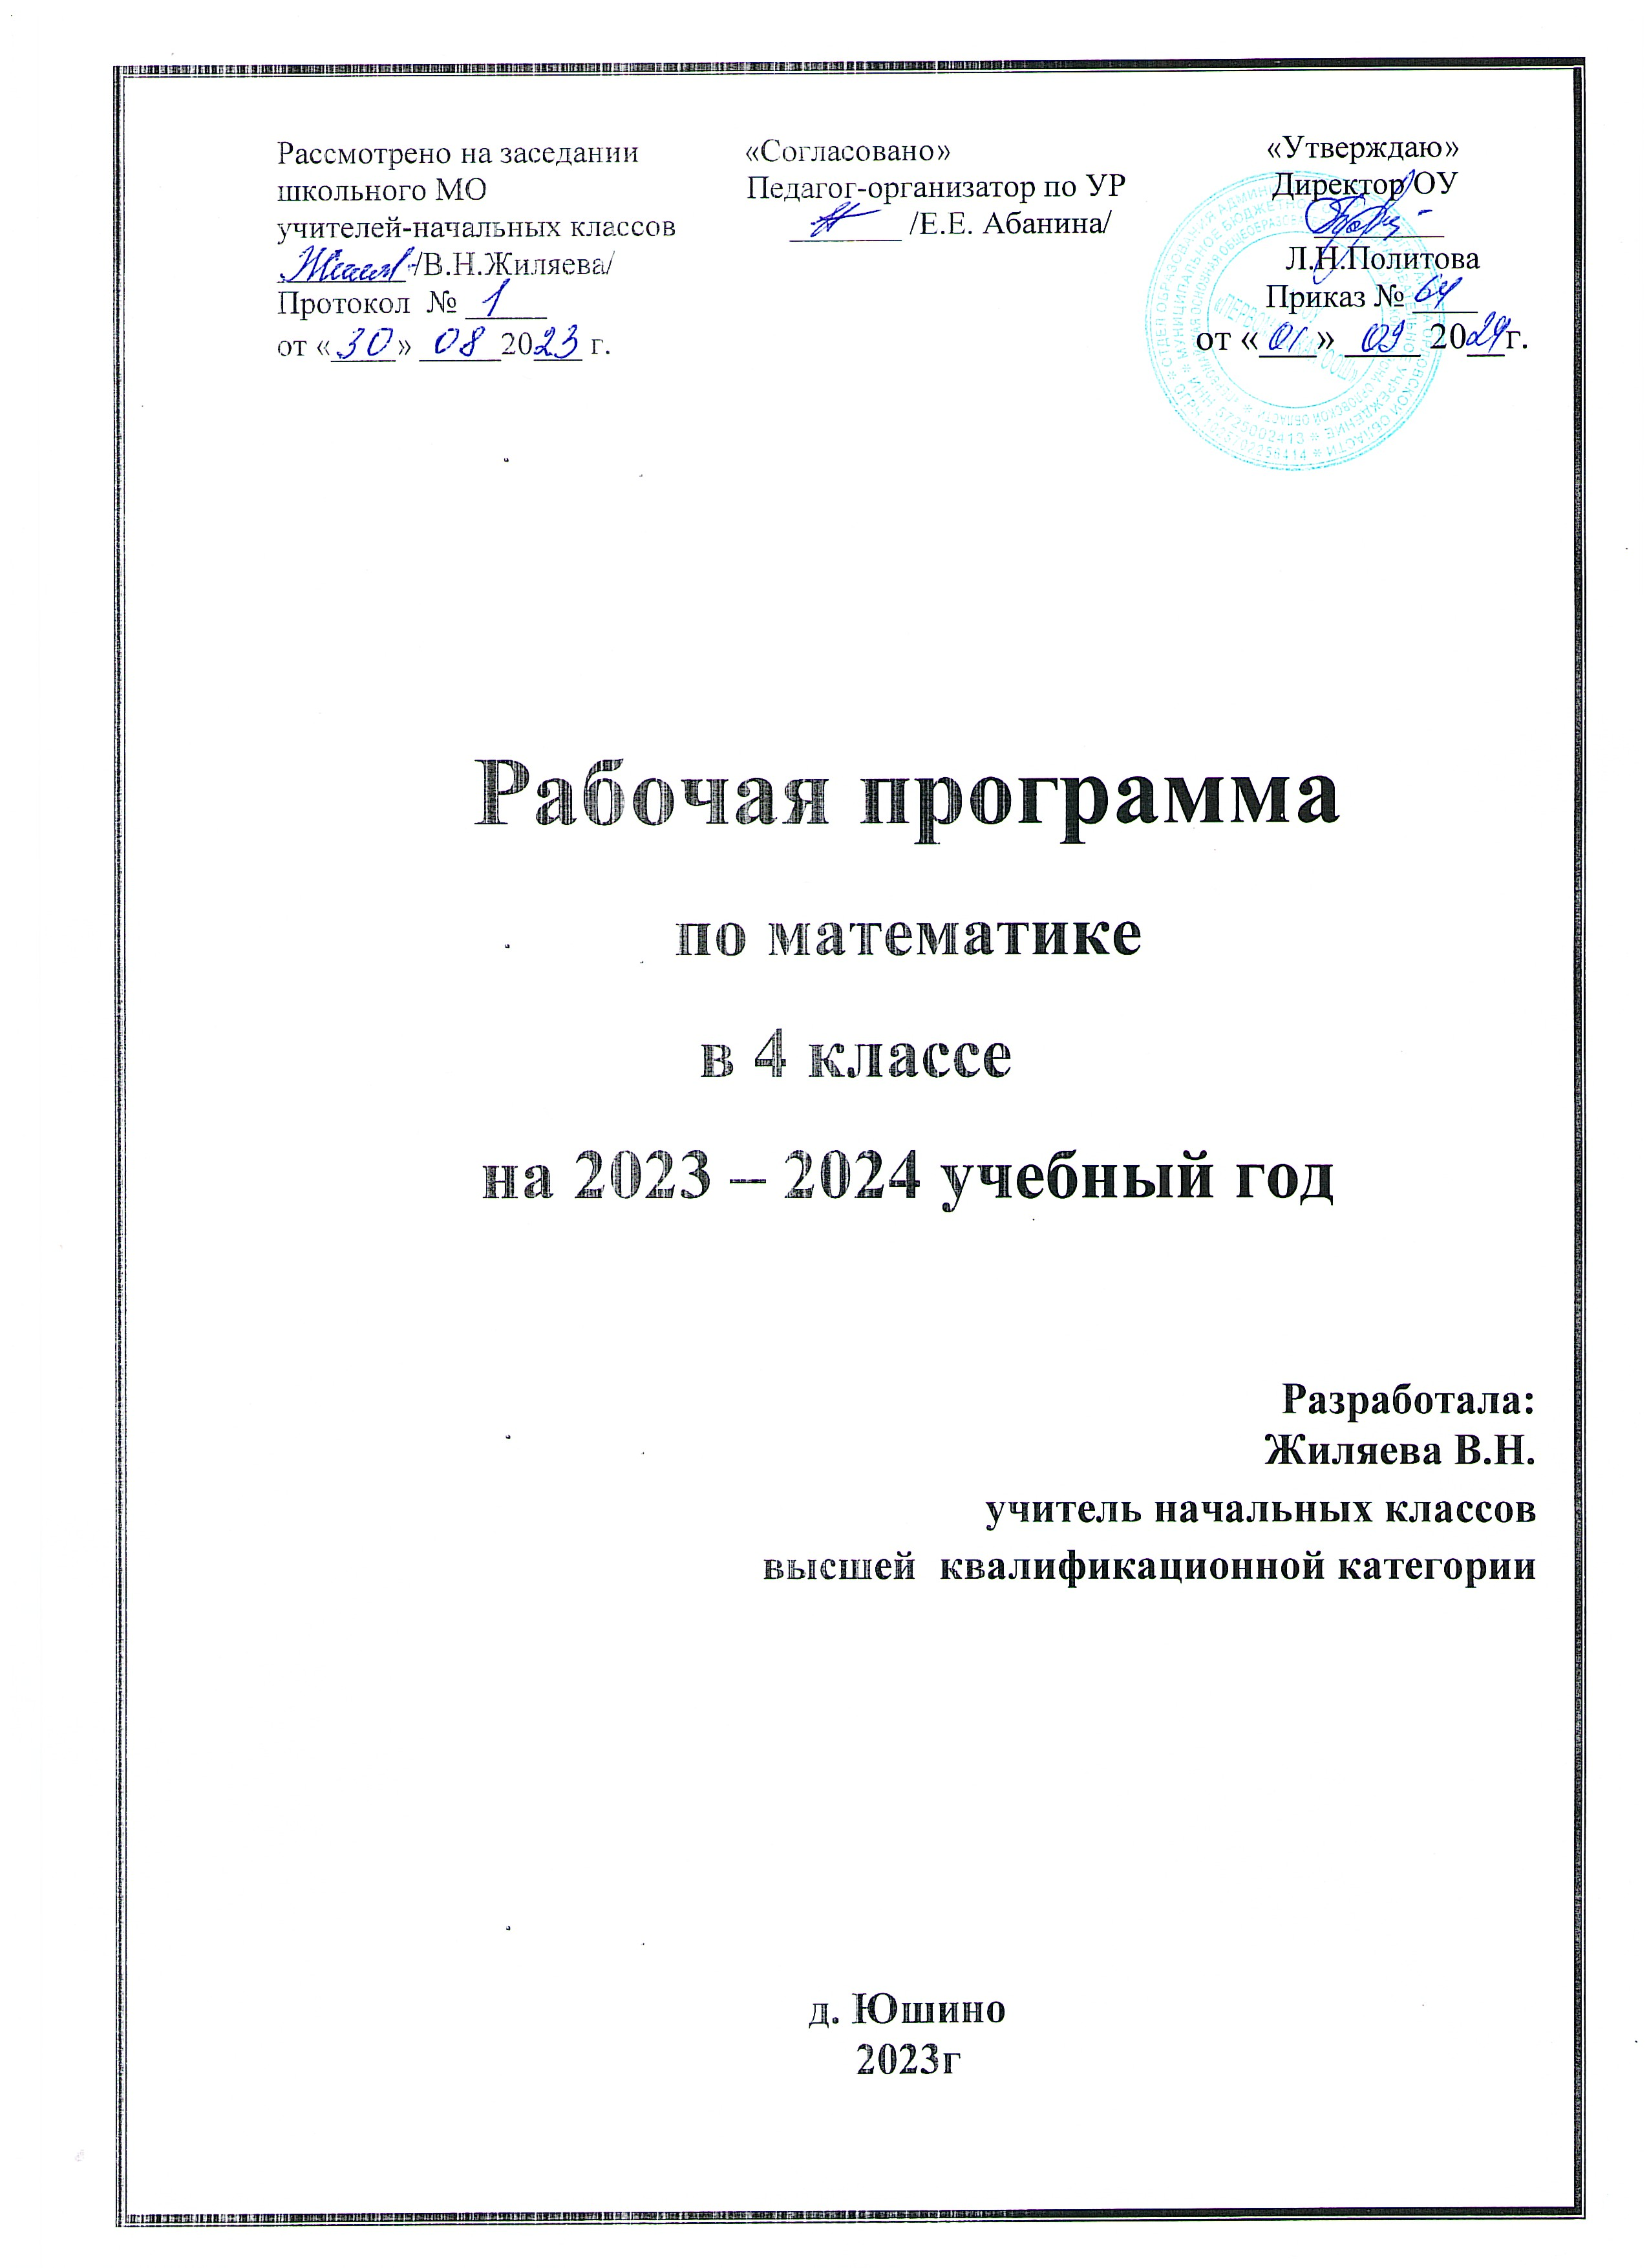 Рассмотрено на заседании
школьного МО
учителей-начальных классов
/В.Н.Жиляева/
Протокол № 1
от «30» 08 2023 г.
«Согласовано»
Педагог-организатор по УР
/Е.Е. Абанина/
«Утверждаю»
Директор ОУ
Л.Н.Политова
Приказ № 64
от «01» 09 20 г.
Рабочая программа
по математике
в 4 классе
на 2023 – 2024 учебный год
Разработала:
Жиляева В.Н.
учитель начальных классов
высшей квалификационной категории
д. Юшино
2023г